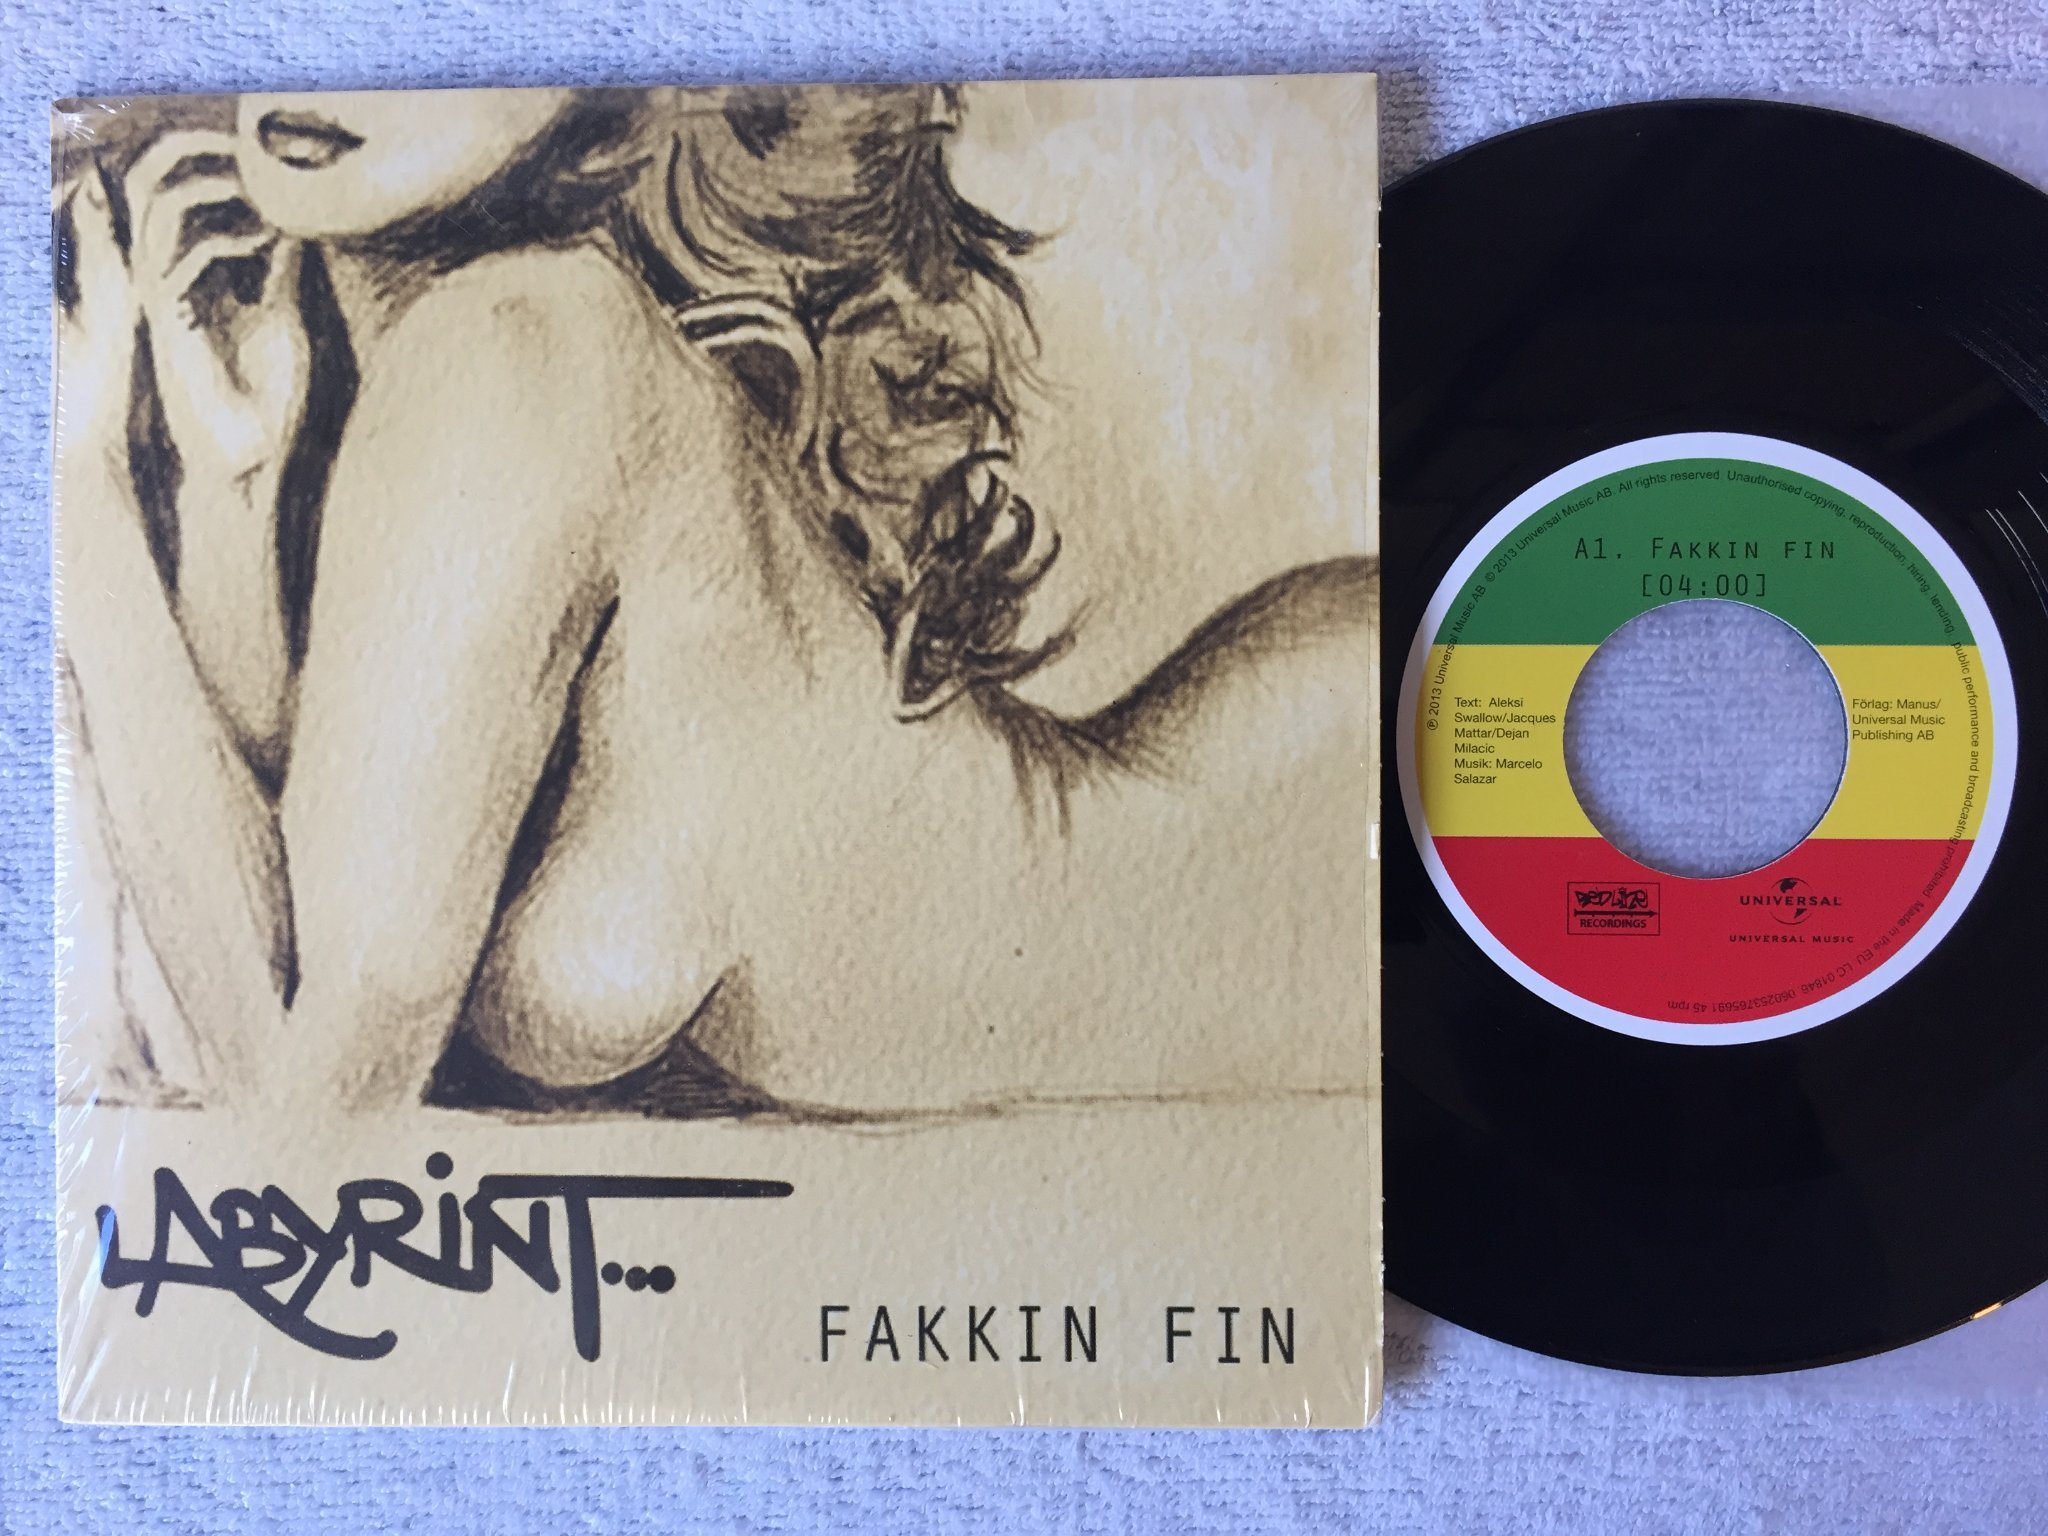 LABYRINT...
FAKKIN FIN
℗ 2013 Universal Music AB © 2013 Universal Music AB. All rights reserved. Unauthorised copying, reproduction, hiring, lending, public performance and broadcasting prohibited. Made in the EU LC 01846 0602537656691 45 rpm
A1. FAKKIN FIN
[04:00]
Text: Aleksi
Swallow/Jacques
Mattar/Dejan
Milacic
Musik: Marcelo
Salazar
Förlag: Manus/
Universal Music
Publishing AB
REDLINE
RECORDINGS
UNIVERSAL
UNIVERSAL MUSIC